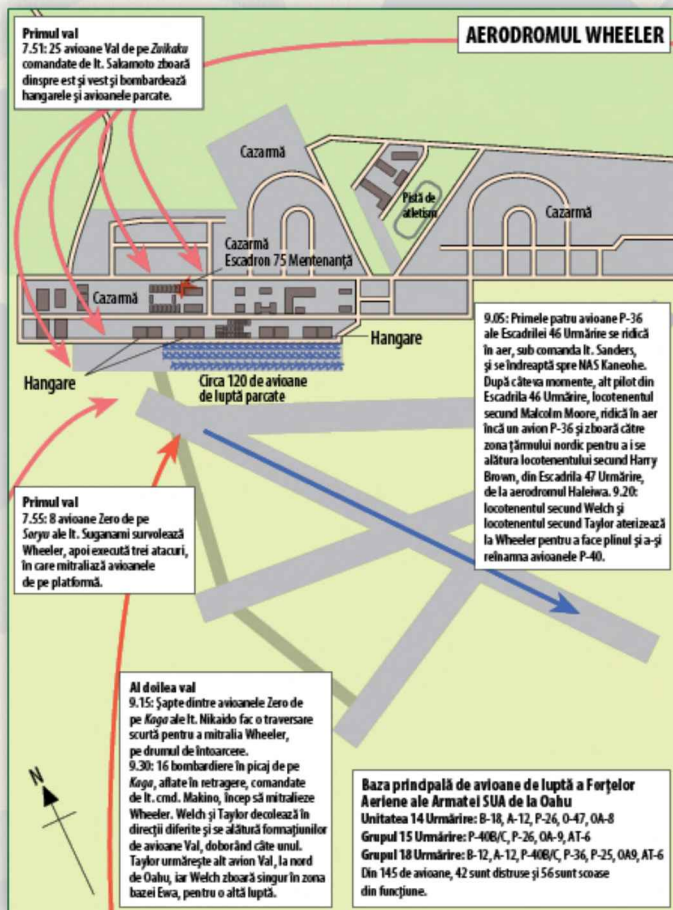 AERODROMUL WHEELER
Primul val
7.51: 25 avioane Val de pe Zuikaku
comandate de lt. Sakamoto zboară
dinspre est și vest și bombardează
hangarele și avioanele parcate.
Cazarmă
Pistă de
atletism
Cazarmă
Cazarmă
Escadron 75 Mentenanță
Cazarmă
Hangare
Hangare
Circa 120 de avioane
de luptă parcate
9.05: Primele patru avioane P-36
ale Escadrilei 46 Urmărire se ridică
în aer, sub comanda lt. Sanders,
și se îndreaptă spre NAS Kaneohe.
După câteva momente, alt pilot din
Escadrila 46 Urmărire, locotenentul
secund Malcolm Moore, ridică în aer
încă un avion P-36 și zboară către
zona țărmului nordic pentru a i se
alătura locotenentului secund Harry
Brown, din Escadrila 47 Urmărire,
de la aerodromul Haleiwa. 9.20:
locotenentul secund Welch și
locotenentul secund Taylor aterizează
la Wheeler pentru a face plinul și a-și
reînarma avioanele P-40.
Primul val
7.55: 8 avioane Zero de pe
Soryu ale lt. Suganami survolează
Wheeler, apoi execută trei atacuri,
în care mitraliază avioanele
de pe platformă.
Al doilea val
9.15: Șapte dintre avioanele Zero de
pe Kaga ale lt. Nikaido fac o traversare
scurtă pentru a mitralia Wheeler,
pe drumul de întoarcere.
9.30: 16 bombardiere în picaj de pe
Kaga, aflate în retragere, comandate
de lt. cmd. Makino, încep să mitralieze
Wheeler. Welch și Taylor decolează în
direcții diferite și se alătură formațiunilor
de avioane Val, doborând câte unul.
Taylor urmărește alt avion Val, la nord
de Oahu, iar Welch zboară singur în zona
bazei Ewa, pentru o altă luptă.
N
Baza principală de avioane de luptă a Forțelor
Aeriene ale Armatei SUA de la Oahu
Unitatea 14 Urmărire: B-18, A-12, P-26, O-47, OA-8
Grupul 15 Urmărire: P-40B/C, P-26, OA-9, AT-6
Grupul 18 Urmărire: B-12, A-12, P-40B/C, P-36, P-25, OA9, AT-6
Din 145 de avioane, 42 sunt distruse și 56 sunt scoase
din funcțiune.